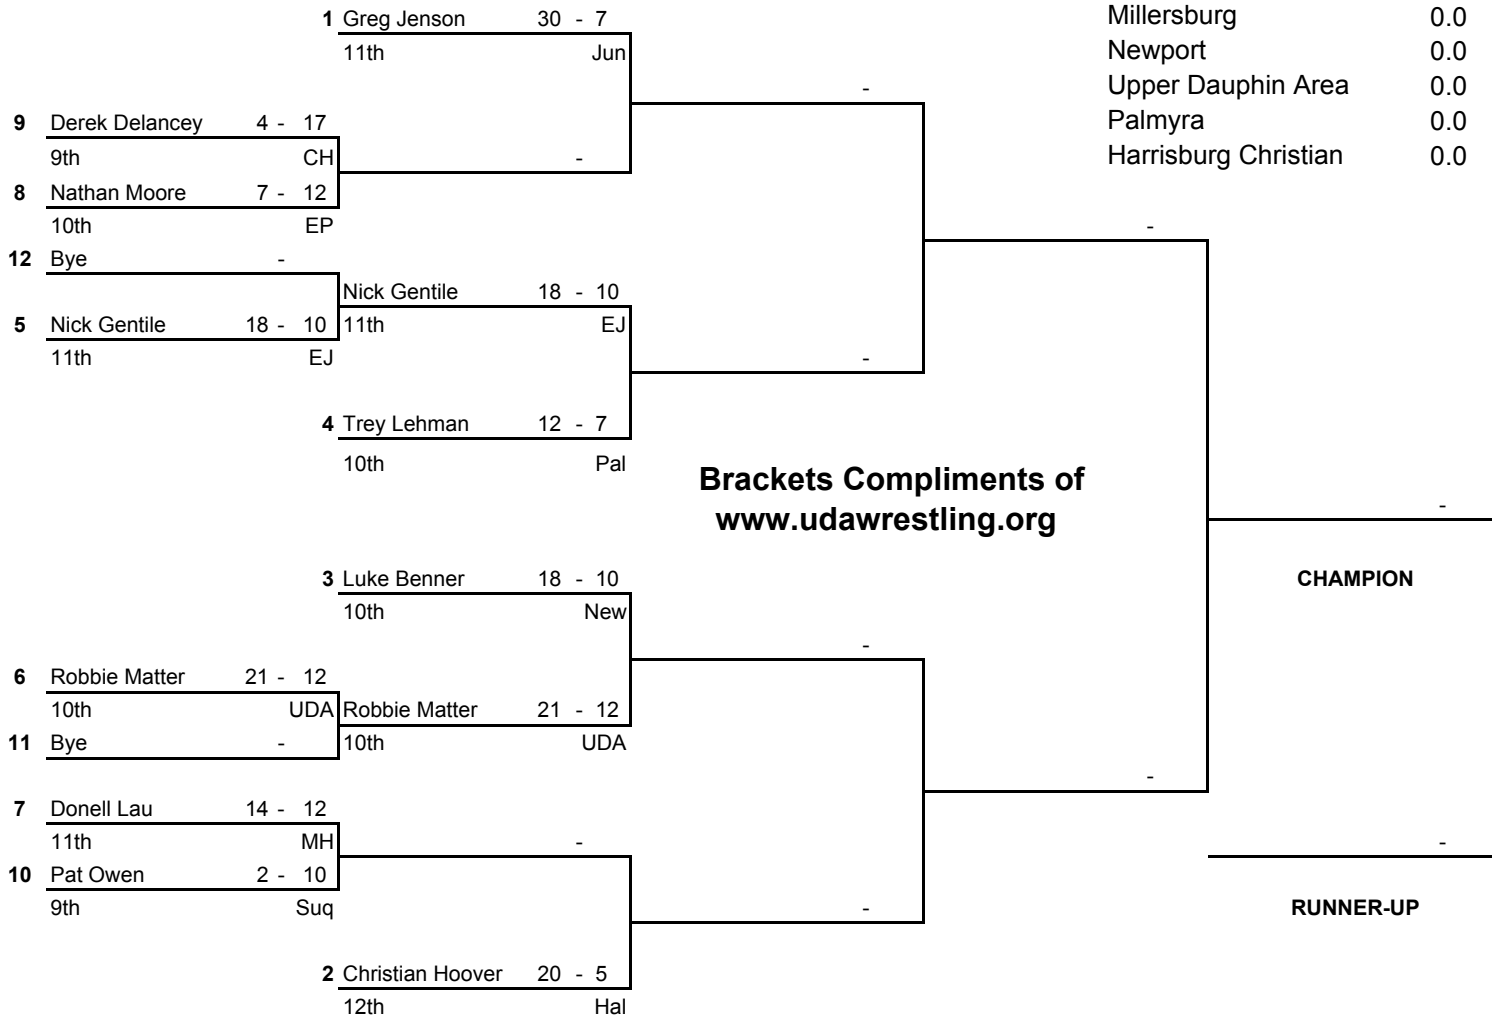 1 Greg Jenson 30 - 7
11th Jun
Millersburg 0.0
Newport 0.0
Upper Dauphin Area 0.0
Palmyra 0.0
Harrisburg Christian 0.0
-
9 Derek Delancey 4 - 17
9th CH
-
8 Nathan Moore 7 - 12
10th EP
-
12 Bye -
Nick Gentile 18 - 10
11th EJ
5 Nick Gentile 18 - 10
11th EJ
-
4 Trey Lehman 12 - 7
10th Pal
Brackets Compliments of
www.udawrestling.org
-
CHAMPION
3 Luke Benner 18 - 10
10th New
-
6 Robbie Matter 21 - 12
10th UDA
Robbie Matter 21 - 12
10th UDA
11 Bye -
-
7 Donell Lau 14 - 12
11th MH
-
-
10 Pat Owen 2 - 10
9th Suq
-
RUNNER-UP
2 Christian Hoover 20 - 5
12th Hal